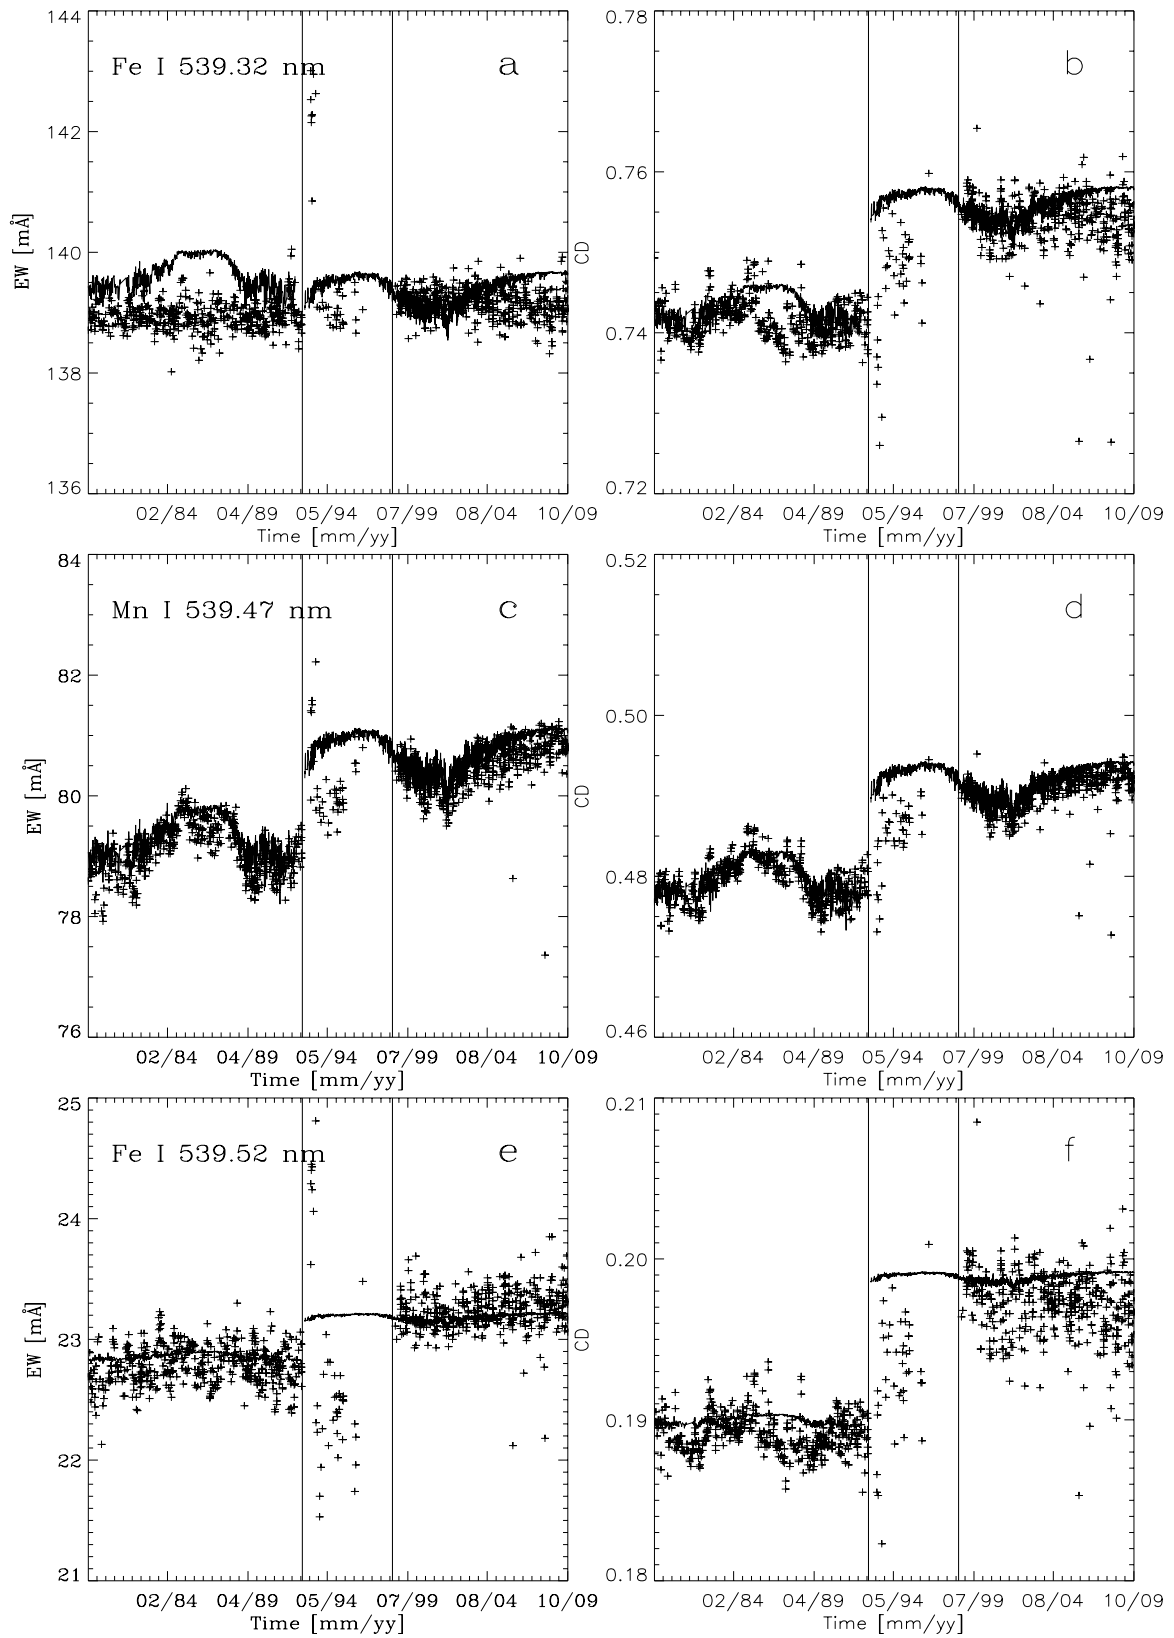 144
142
140
138
136
EW [mÅ]
Fe I 539.32 nm
a
02/84 04/89 05/94 07/99 08/04 10/09
Time [mm/yy]
0.78
0.76
0.74
0.72
CD
b
02/84 04/89 05/94 07/99 08/04 10/09
Time [mm/yy]
84
82
80
78
76
EW [mÅ]
Mn I 539.47 nm
c
02/84 04/89 05/94 07/99 08/04 10/09
Time [mm/yy]
0.52
0.50
0.48
0.46
CD
d
02/84 04/89 05/94 07/99 08/04 10/09
Time [mm/yy]
25
24
23
22
21
EW [mÅ]
Fe I 539.52 nm
e
02/84 04/89 05/94 07/99 08/04 10/09
Time [mm/yy]
0.21
0.20
0.19
0.18
CD
f
02/84 04/89 05/94 07/99 08/04 10/09
Time [mm/yy]